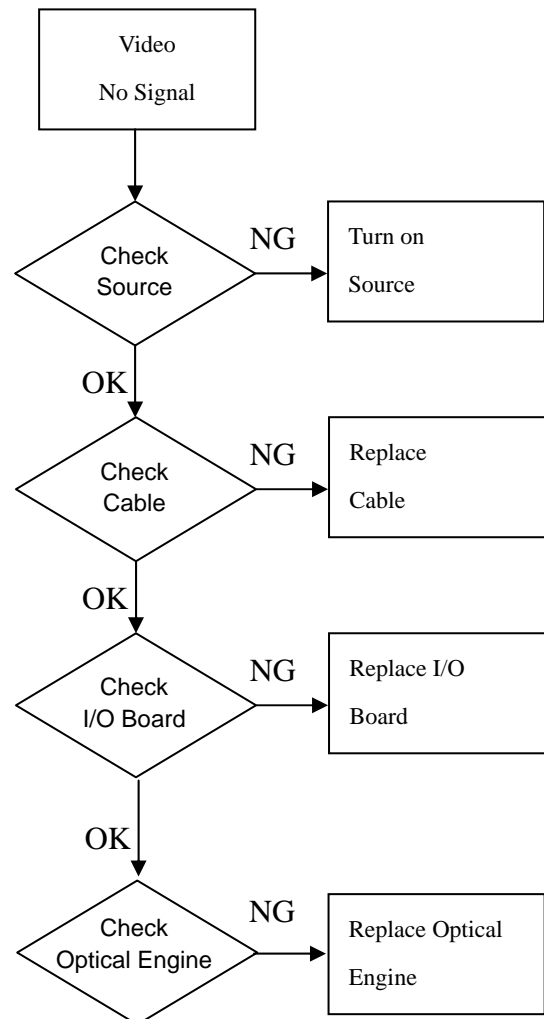 Video
No Signal
Check
Source
NG
Turn on
Source
OK
Check
Cable
NG
Replace
Cable
OK
Check
I/O Board
NG
Replace I/O
Board
OK
Check
Optical Engine
NG
Replace Optical
Engine